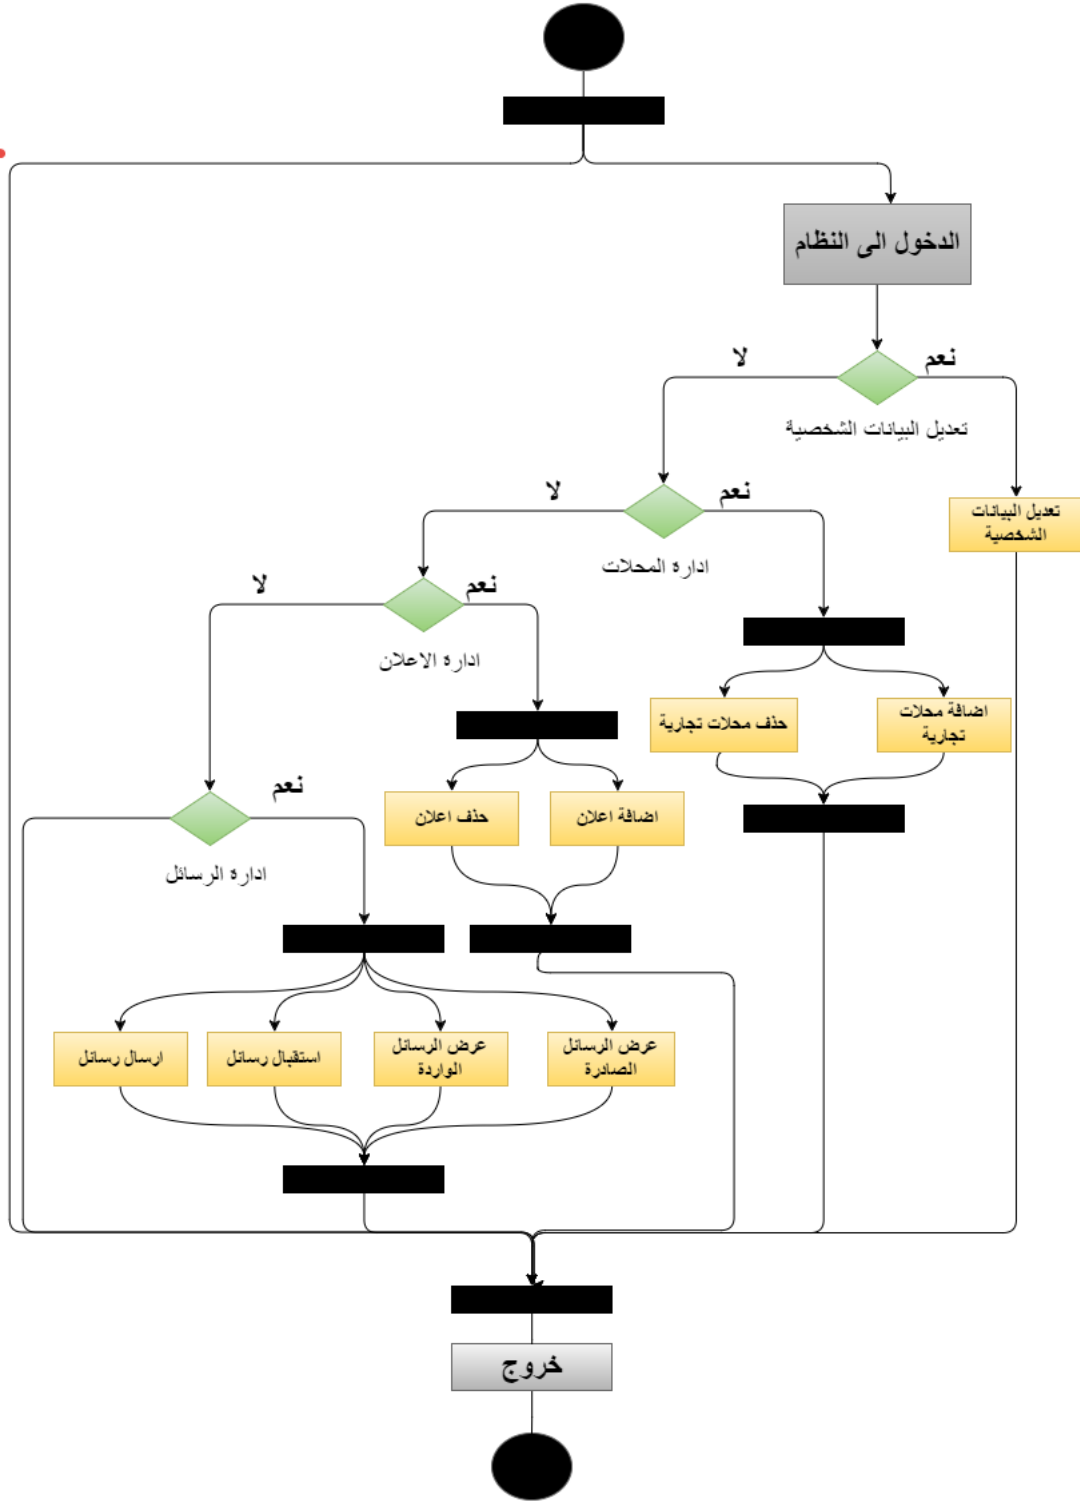 الدخول الى النظام
نعم
لا
تعديل البيانات الشخصية
نعم
لا
تعديل البيانات
الشخصية
ادارة المحلات
نعم
لا
ادارة الاعلان
اضافة محلات
تجارية
حذف محلات تجارية
نعم
اضافة اعلان
حذف اعلان
ادارة الرسائل
عرض الرسائل
الصادرة
عرض الرسائل
الواردة
استقبال رسائل
ارسال رسائل
خروج